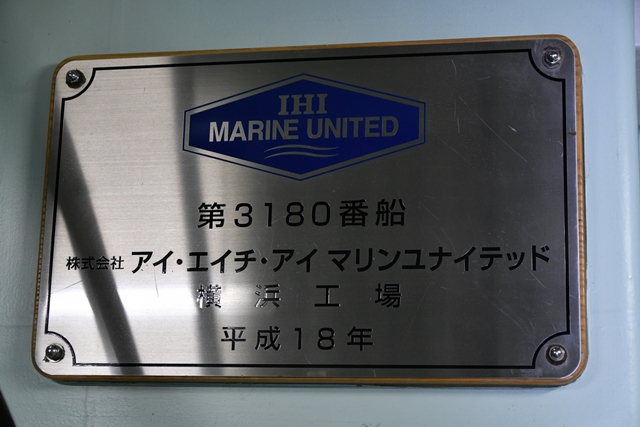 IHI
MARINE UNITED
第3180番船
株式会社 アイ・エイチ・アイ マリンユナイテッド
横浜工場
平成18年